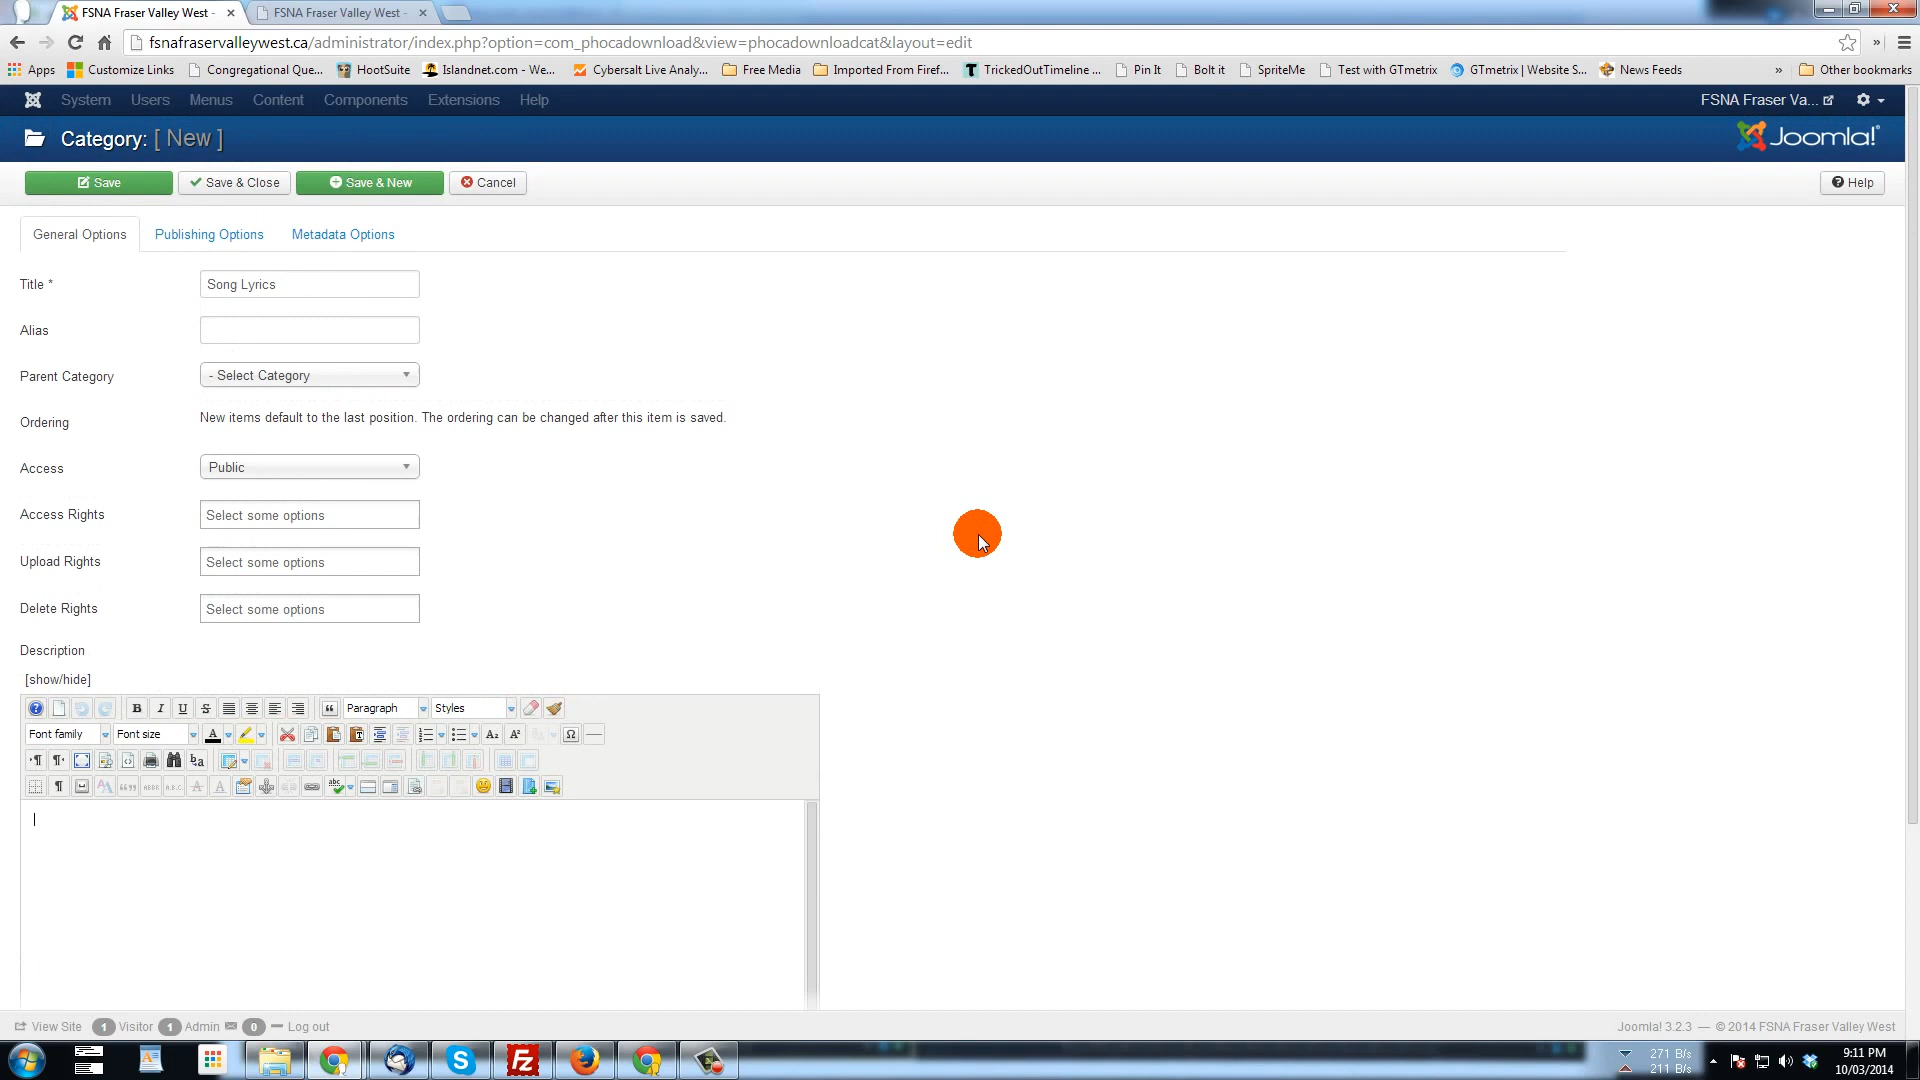 FSNA Fraser Valley West -
FSNA Fraser Valley West -
fsnafraservalleywest.ca/administrator/index.php?option=com_phocadownload&view=phocadownloadcat&layout=edit
Apps Customize Links Congregational Que... HootSuite Islandnet.com - We... Cybersalt Live Analy... Free Media Imported From Firef... TrickedOutTimeline ... Pin It Bolt it SpriteMe Test with GTmetrix GTmetrix | Website S... News Feeds » Other bookmarks
System Users Menus Content Components Extensions Help FSNA Fraser Va...
Category: [ New ] Joomla!
Save Save & Close Save & New Cancel Help
General Options Publishing Options Metadata Options
Title * Song Lyrics
Alias
Parent Category - Select Category
Ordering New items default to the last position. The ordering can be changed after this item is saved.
Access Public
Access Rights Select some options
Upload Rights Select some options
Delete Rights Select some options
Description
[show/hide]
Paragraph Styles
Font family Font size
View Site 1 Visitor 1 Admin 0 Log out Joomla! 3.2.3 — © 2014 FSNA Fraser Valley West
271 B/s 9:11 PM
211 B/s 10/03/2014